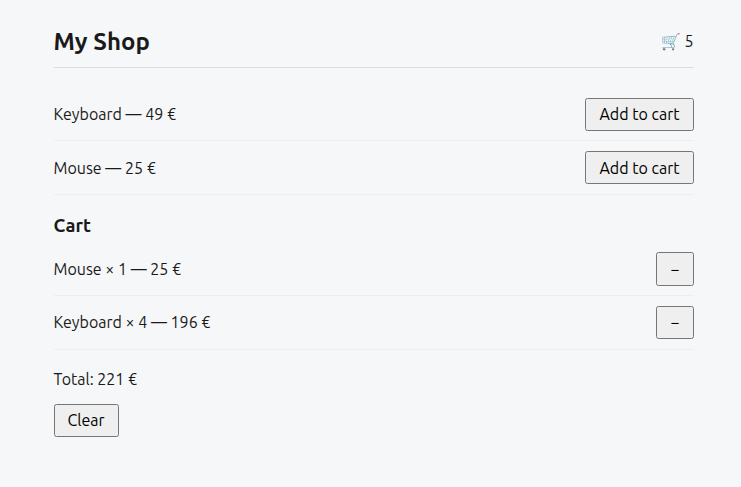 My Shop 🛒 5
Keyboard — 49 € Add to cart
Mouse — 25 € Add to cart
Cart
Mouse × 1 — 25 € −
Keyboard × 4 — 196 € −
Total: 221 €
Clear